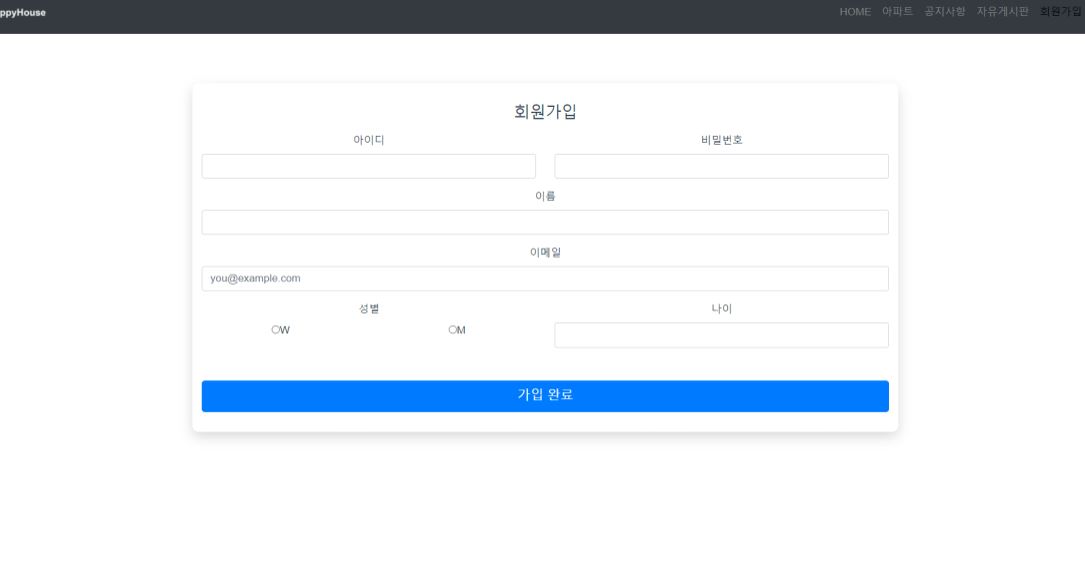 ppyHouse
HOME 아파트 공지사항 자유게시판 회원가입
회원가입
아이디 비밀번호
이름
이메일
you@example.com
성별 나이
W M
가입 완료